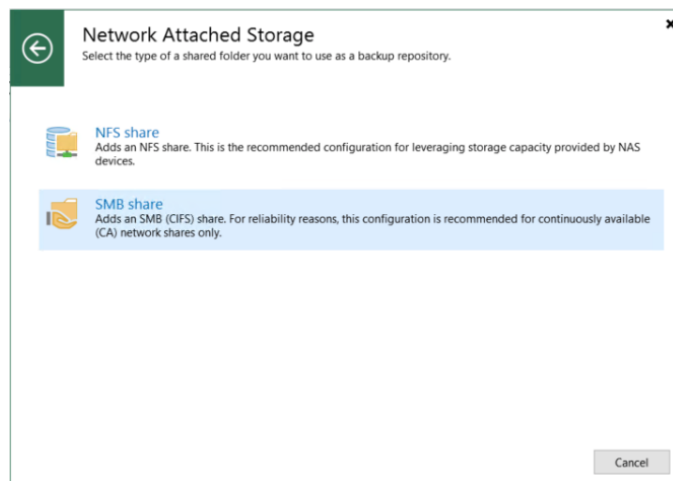 Network Attached Storage
Select the type of a shared folder you want to use as a backup repository.
NFS share
Adds an NFS share. This is the recommended configuration for leveraging storage capacity provided by NAS
devices.
SMB share
Adds an SMB (CIFS) share. For reliability reasons, this configuration is recommended for continuously available
(CA) network shares only.
Cancel